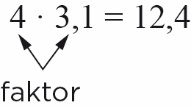 4 · 3,1 = 12,4
faktor